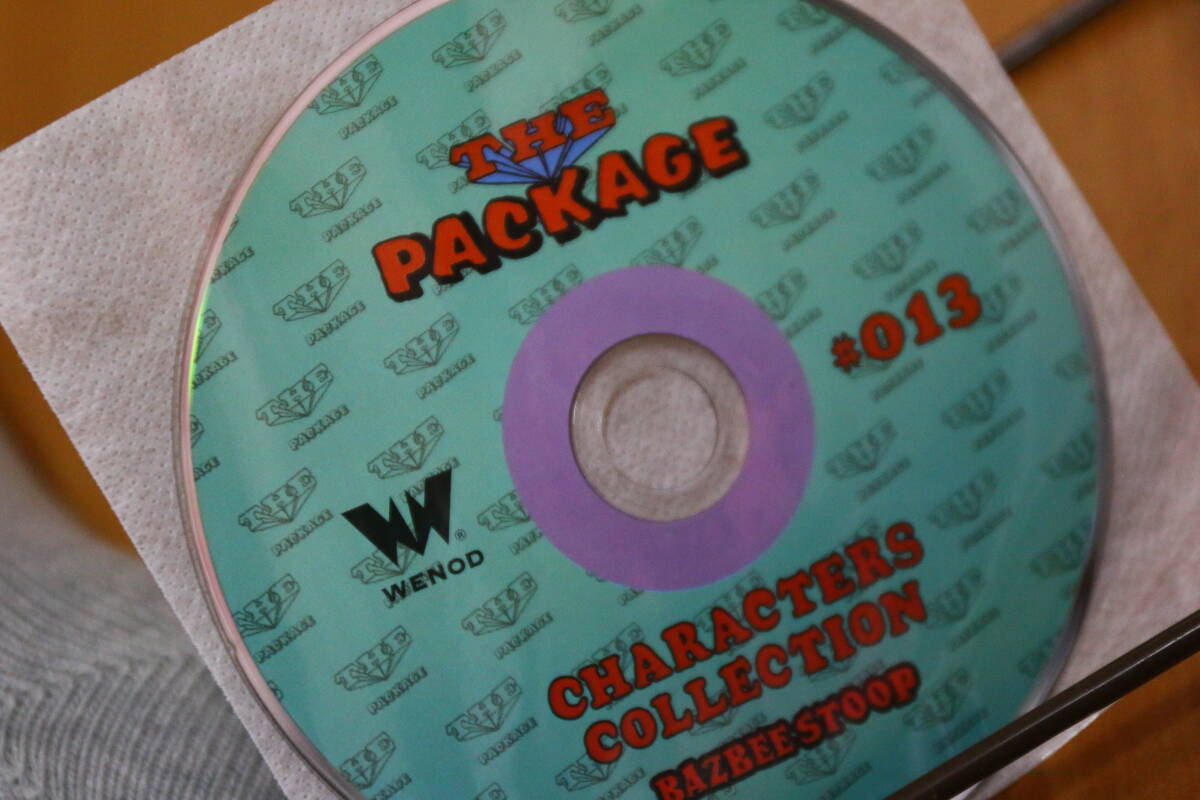 THE
PACKAGE
#013
WENOD
®
CHARACTERS
COLLECTION
BAZBEE STOOP